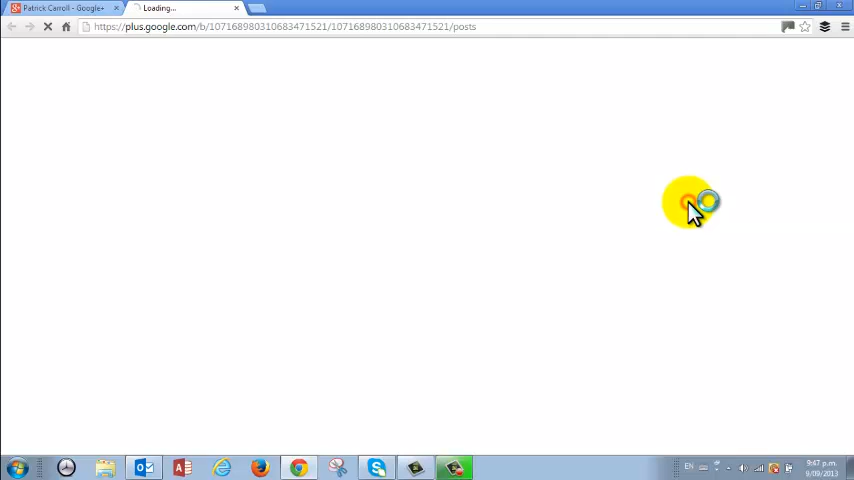 Patrick Carroll - Google+
Loading...
https://plus.google.com/b/107168980310683471521/107168980310683471521/posts
EN
9:47 p.m.
9/09/2013